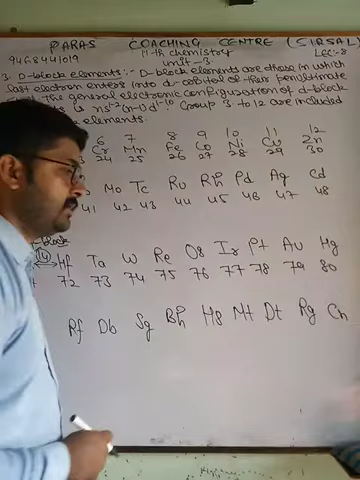 PARAS COACHING CENTRE (SIRSA)
9468441019 11th chemistry LEC-8
unit-3
3. D-block elements:- D-block elements are those in which
last electron enters into d-orbital of their penultimate
The general electronic configuration of d-block
is ns¹⁻² (n-1)d¹⁻¹⁰. Group 3 to 12 are included
elements.
6 7 8 9 10 11 12
Cr Mn Fe Co Ni Cu Zn
24 25 26 27 28 29 30
Mo Tc Ru Rh Pd Ag Cd
41 42 43 44 45 46 47 48
block
14 Hf Ta W Re Os Ir Pt Au Hg
72 73 74 75 76 77 78 79 80
Rf Db Sg Bh Hs Mt Dt Rg Cn